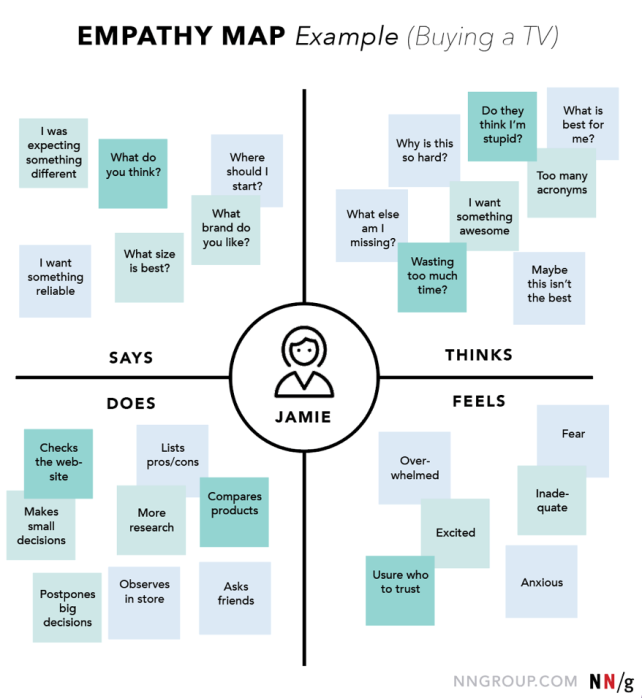 EMPATHY MAP Example (Buying a TV)
I was
expecting
something
different
What do
you think?
Where
should I
start?
What
brand do
you like?
I want
something
reliable
What size
is best?
SAYS
Do they
think I'm
stupid?
What is
best for
me?
Why is this
so hard?
Too many
acronyms
What else
am I
missing?
I want
something
awesome
Wasting
too much
time?
Maybe
this isn't
the best
THINKS
JAMIE
DOES
Checks
the web-
site
Lists
pros/cons
Makes
small
decisions
More
research
Compares
products
Postpones
big
decisions
Observes
in store
Asks
friends
FEELS
Fear
Over-
whelmed
Inade-
quate
Excited
Usure who
to trust
Anxious
NNGROUP.COM NN/g